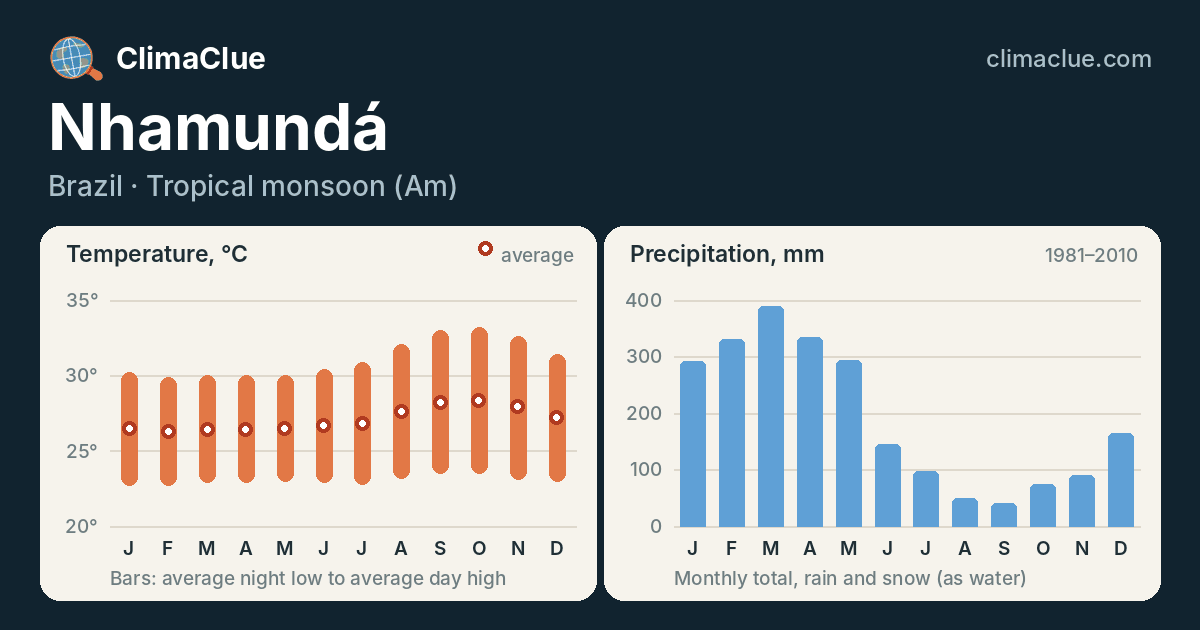 ClimaClue
climaclue.com
Nhamundá
Brazil · Tropical monsoon (Am)
Temperature, °C
average
35°
30°
25°
20°
J F M A M J J A S O N D
Bars: average night low to average day high
Precipitation, mm
1981–2010
400
300
200
100
0
J F M A M J J A S O N D
Monthly total, rain and snow (as water)